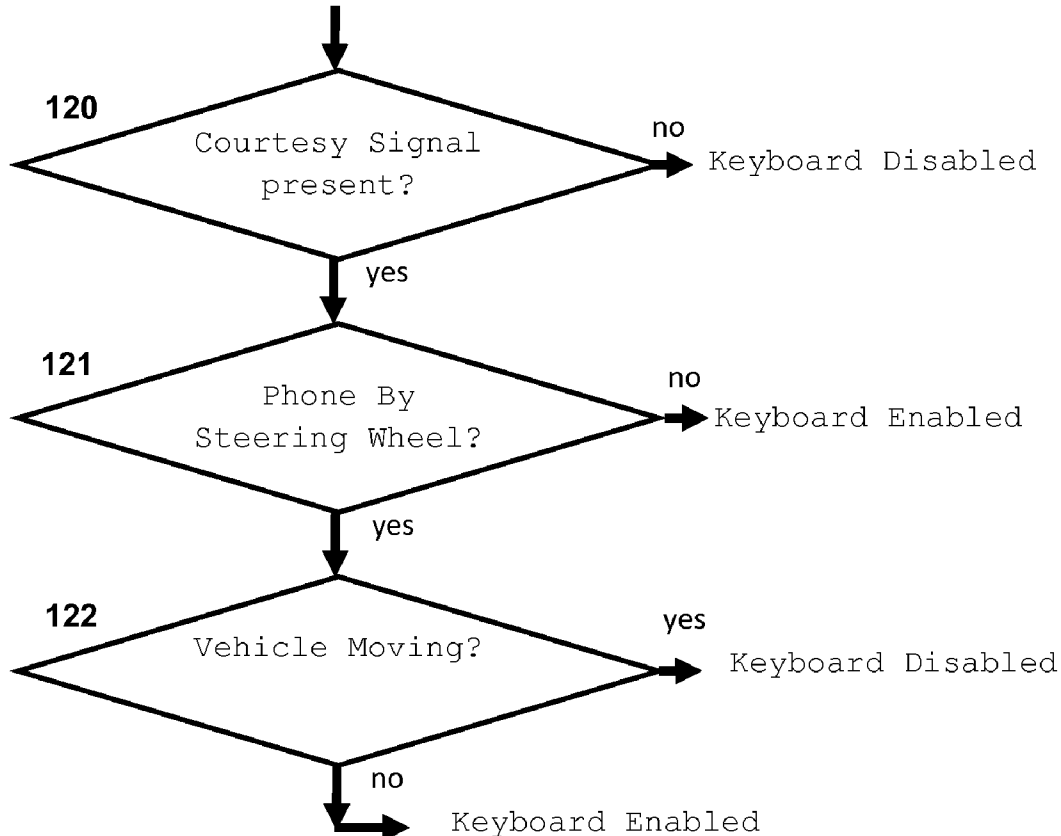 120
Courtesy Signal
present?
no
Keyboard Disabled
yes
121
Phone By
Steering Wheel?
no
Keyboard Enabled
yes
122
Vehicle Moving?
yes
Keyboard Disabled
no
Keyboard Enabled